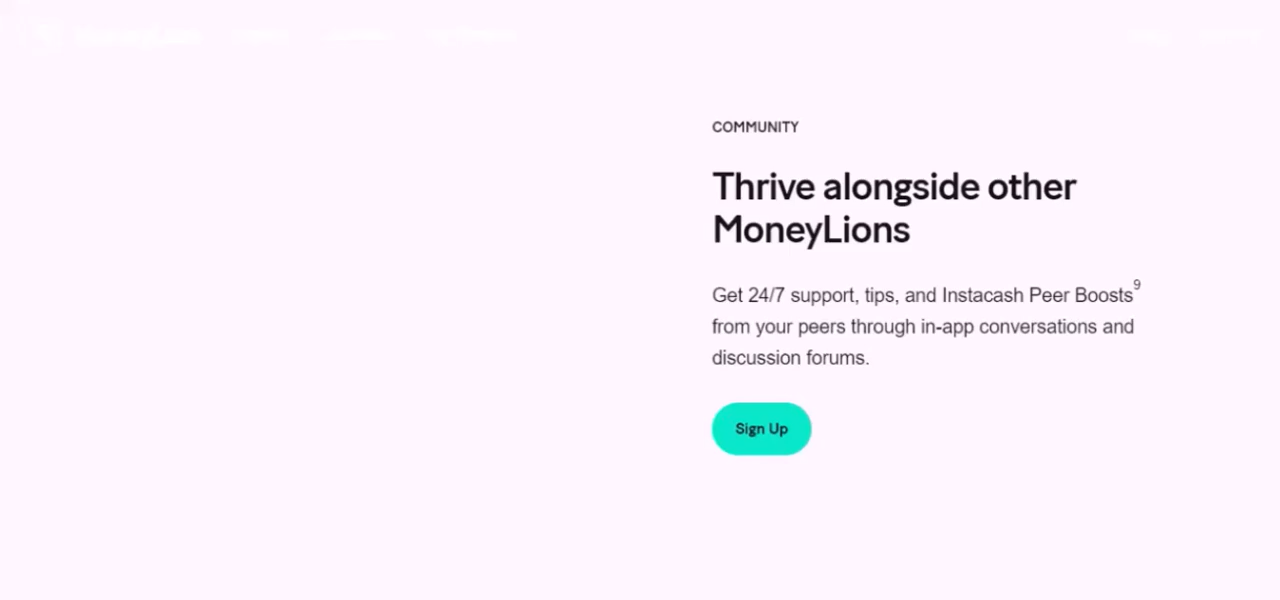 COMMUNITY
Thrive alongside other
MoneyLions
Get 24/7 support, tips, and Instacash Peer Boosts⁹
from your peers through in-app conversations and
discussion forums.
Sign Up